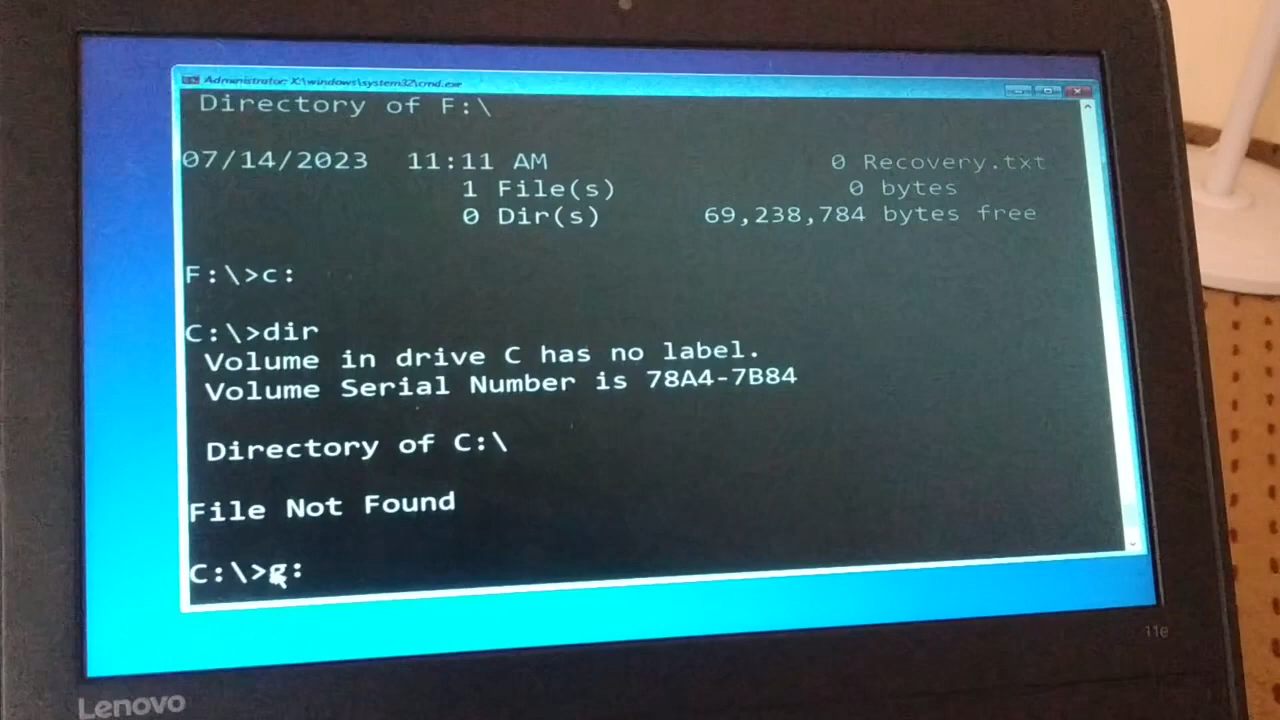 Administrator: X:\windows\system32\cmd.exe
Directory of F:\
07/14/2023 11:11 AM 0 Recovery.txt
1 File(s) 0 bytes
0 Dir(s) 69,238,784 bytes free
F:\>c:
C:\>dir
Volume in drive C has no label.
Volume Serial Number is 78A4-7B84
Directory of C:\
File Not Found
C:\>g:
11e
Lenovo